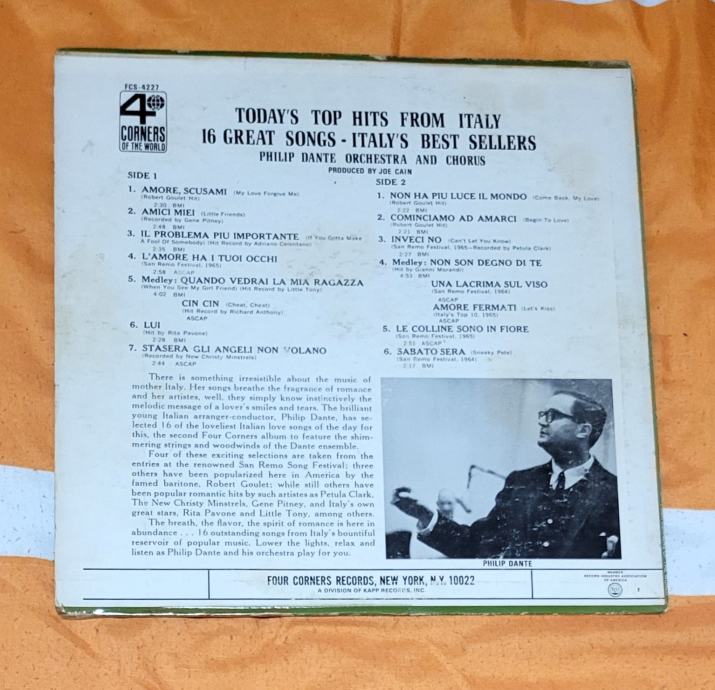 FCS-4227
4
CORNERS
OF THE WORLD
TODAY'S TOP HITS FROM ITALY
16 GREAT SONGS - ITALY'S BEST SELLERS
PHILIP DANTE ORCHESTRA AND CHORUS
PRODUCED BY JOE CAIN
SIDE 1
1. AMORE, SCUSAMI (My Love Forgive Me)
(Robert Goulet Hit)
2:30 BMI
2. AMICI MIEI (Little Friends)
(Recorded by Gene Pitney)
2:48 BMI
3. IL PROBLEMA PIU IMPORTANTE (If You Gotta Make
A Fool Of Somebody) (Hit Record by Adriano Celentano)
2:35 BMI
4. L'AMORE HA I TUOI OCCHI
(San Remo Festival, 1965)
2:58 ASCAP
5. Medley: QUANDO VEDRAI LA MIA RAGAZZA
(When You See My Girl Friend) (Hit Record by Little Tony)
4:02 BMI
CIN CIN (Cheat, Cheat)
(Hit Record by Richard Anthony)
ASCAP
6. LUI
(Hit by Rita Pavone)
2:28 BMI
7. STASERA GLI ANGELI NON VOLANO
(Recorded by New Christy Minstrels)
2:44 ASCAP
SIDE 2
1. NON HA PIU LUCE IL MONDO (Come Back, My Love)
(Robert Goulet Hit)
2:22 BMI
2. COMINCIAMO AD AMARCI (Begin To Love)
(Robert Goulet Hit)
2:21 BMI
3. INVECI NO (Can't Let You Know)
(San Remo Festival, 1965—Recorded by Petula Clark)
2:27 BMI
4. Medley: NON SON DEGNO DI TE
(Hit by Gianni Morandi)
4:53 BMI
UNA LACRIMA SUL VISO
(San Remo Festival, 1964)
ASCAP
AMORE FERMATI (Let's Kiss)
(Italy's Top 10, 1965)
ASCAP
5. LE COLLINE SONO IN FIORE
(San Remo Festival, 1965)
2:51 ASCAP
6. SABATO SERA (Sneaky Pete)
(San Remo Festival, 1964)
2:17 BMI
There is something irresistible about the music of
mother Italy. Her songs breathe the fragrance of romance
and her artists, well, they simply know instinctively the
melodic message of a lover's smiles and tears. The brilliant
young Italian arranger-conductor, Philip Dante, has se-
lected 16 of the loveliest Italian love songs of the day for
this, the second Four Corners album to feature the shim-
mering strings and woodwinds of the Dante ensemble.
Four of these exciting selections are taken from the
entries at the renowned San Remo Song Festival; three
others have been popularized here in America by the
famed baritone, Robert Goulet; while still others have
been popular romantic hits by such artists as Petula Clark,
The New Christy Minstrels, Gene Pitney, and Italy's own
great stars, Rita Pavone and Little Tony, among others.
The breath, the flavor, the spirit of romance is here in
abundance . . . 16 outstanding songs from Italy's bountiful
reservoir of popular music. Lower the lights, relax and
listen as Philip Dante and his orchestra play for you.
PHILIP DANTE
FOUR CORNERS RECORDS, NEW YORK, N.Y. 10022
A DIVISION OF KAPP RECORDS, INC.
MEMBER
RECORD INDUSTRY ASSOCIATION
OF AMERICA